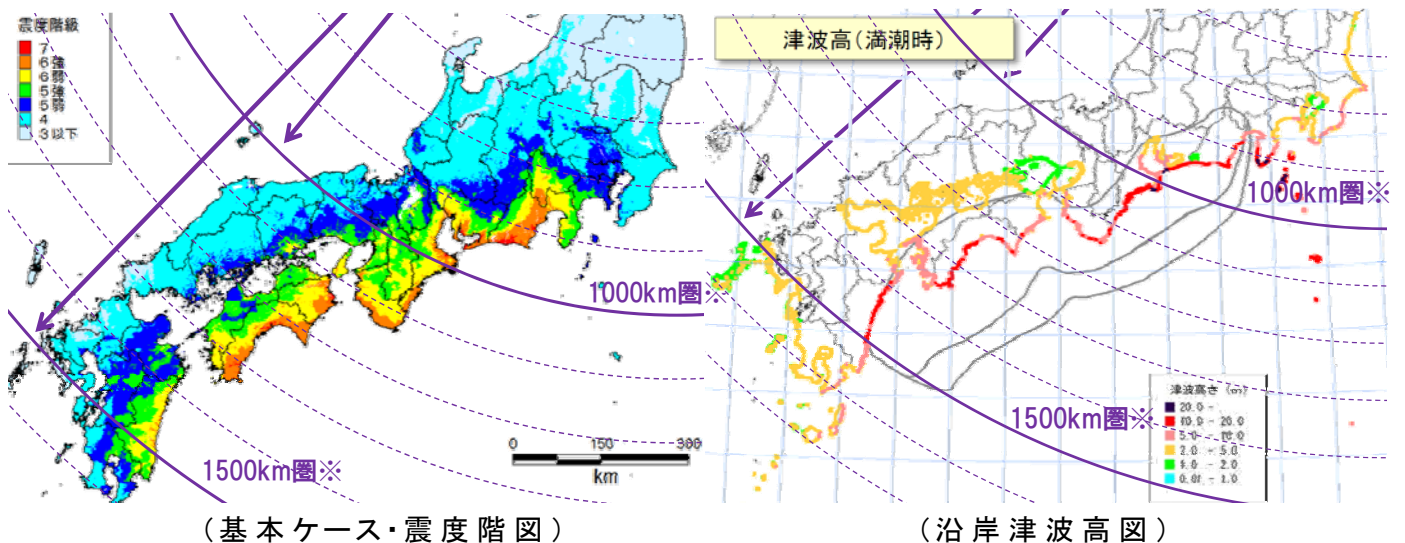 震度階級
7
6強
6弱
5強
5弱
4
3以下
1000km圏※
1500km圏※
0 150 300
km
(基本ケース・震度階図)
津波高(満潮時)
1000km圏※
1500km圏※
津波高さ (m)
20.0 -
10.0 - 20.0
5.0 - 10.0
2.0 - 5.0
1.0 - 2.0
0.01 - 1.0
(沿岸津波高図)